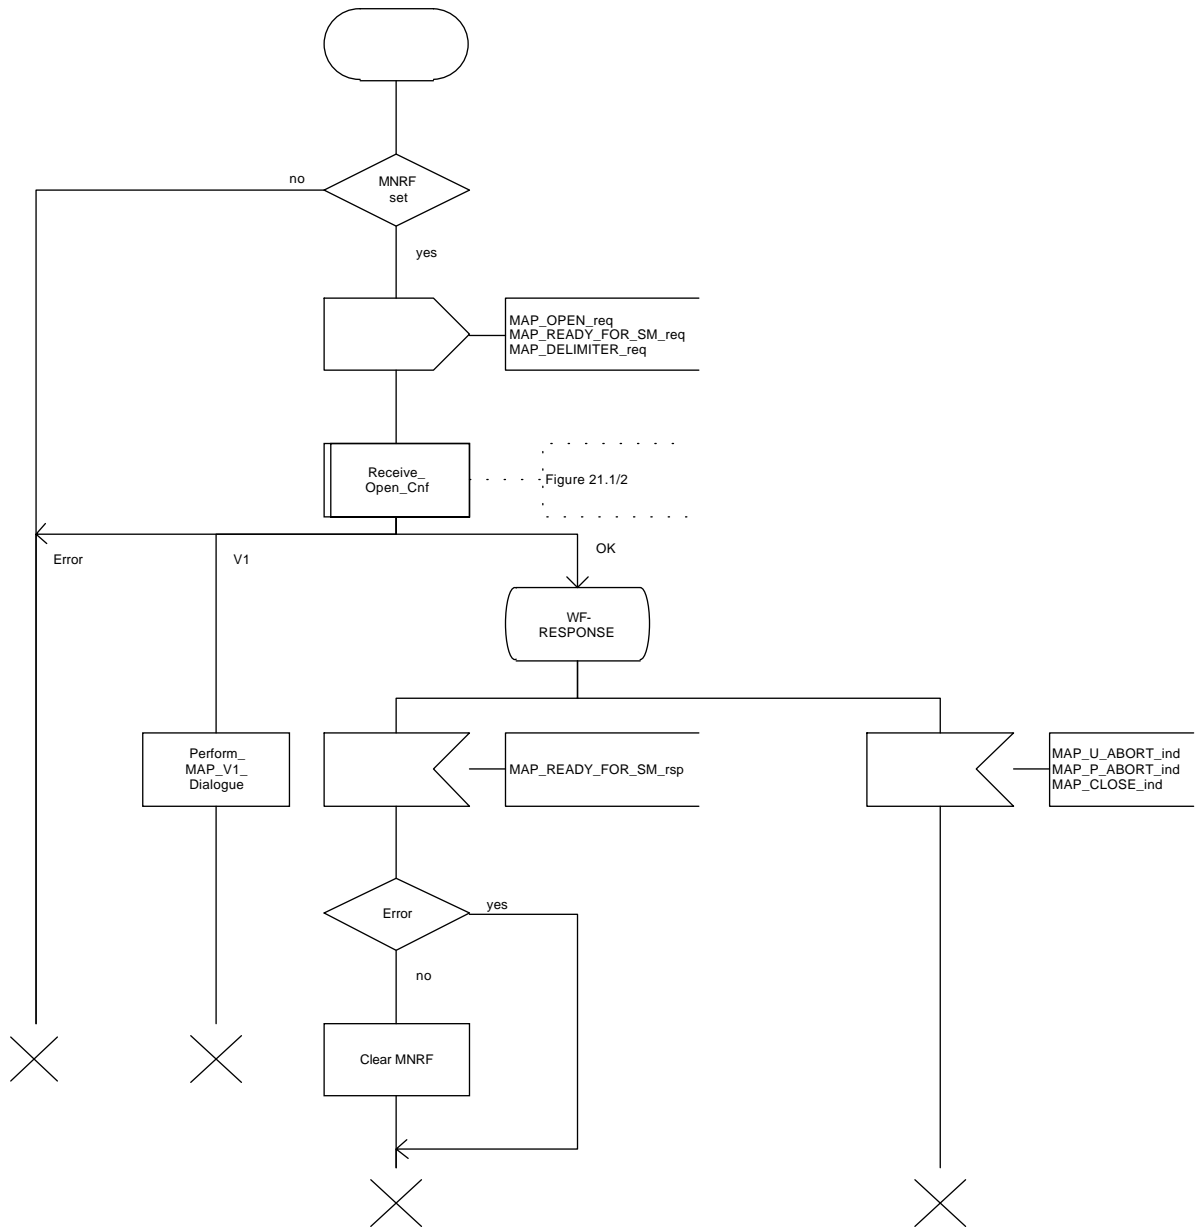 no
MNRF
set
yes
MAP_OPEN_req
MAP_READY_FOR_SM_req
MAP_DELIMITER_req
Receive_
Open_Cnf
Figure 21.1/2
Error
V1
OK
WF-
RESPONSE
Perform_
MAP_V1_
Dialogue
MAP_READY_FOR_SM_rsp
MAP_U_ABORT_ind
MAP_P_ABORT_ind
MAP_CLOSE_ind
Error
yes
no
Clear MNRF